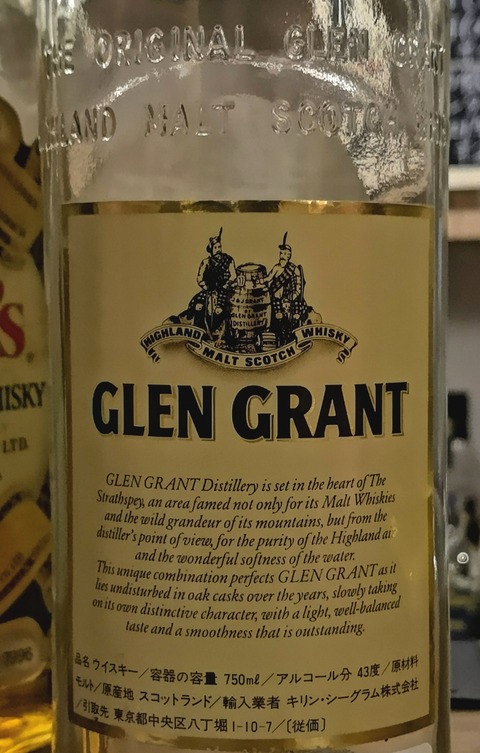 THE ORIGINAL GLEN GRANT
HIGHLAND MALT SCOTCH
J & J GRANT
GLEN GRANT
DISTILLERY
HIGHLAND MALT SCOTCH WHISKY
GLEN GRANT
GLEN GRANT Distillery is set in the heart of The
Strathspey, an area famed not only for its Malt Whiskies
and the wild grandeur of its mountains, but from the
distiller's point of view, for the purity of the Highland air
and the wonderful softness of the water.
This unique combination perfects GLEN GRANT as it
lies undisturbed in oak casks over the years, slowly taking
on its own distinctive character, with a light, well-balanced
taste and a smoothness that is outstanding.
品名 ウイスキー／容器の容量 750mℓ／アルコール分 43度／原材料
モルト／原産地 スコットランド／輸入業者 キリン・シーグラム株式会社
／引取先 東京都中央区八丁堀1-10-7／〔従価〕
's
HISKY
LTD.